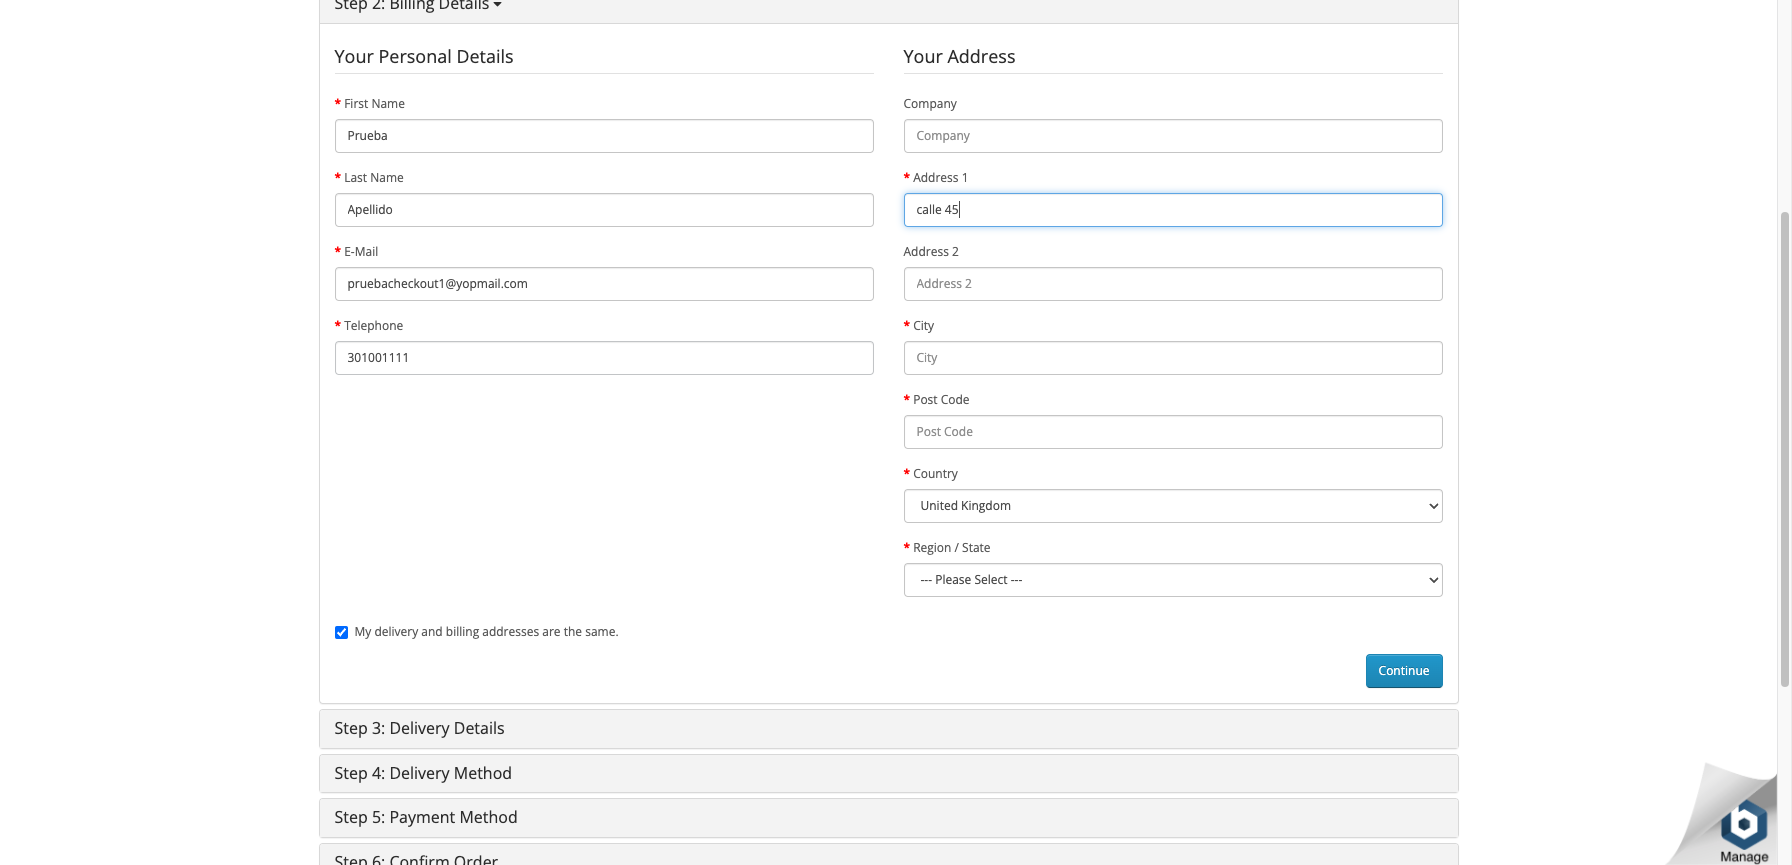 Step 2: Billing Details
Your Personal Details
* First Name
Prueba
* Last Name
Apellido
* E-Mail
pruebacheckout1@yopmail.com
* Telephone
301001111
Your Address
Company
Company
* Address 1
calle 45
Address 2
Address 2
* City
City
* Post Code
Post Code
* Country
United Kingdom
* Region / State
--- Please Select ---
My delivery and billing addresses are the same.
Continue
Step 3: Delivery Details
Step 4: Delivery Method
Step 5: Payment Method
Step 6: Confirm Order
Manage